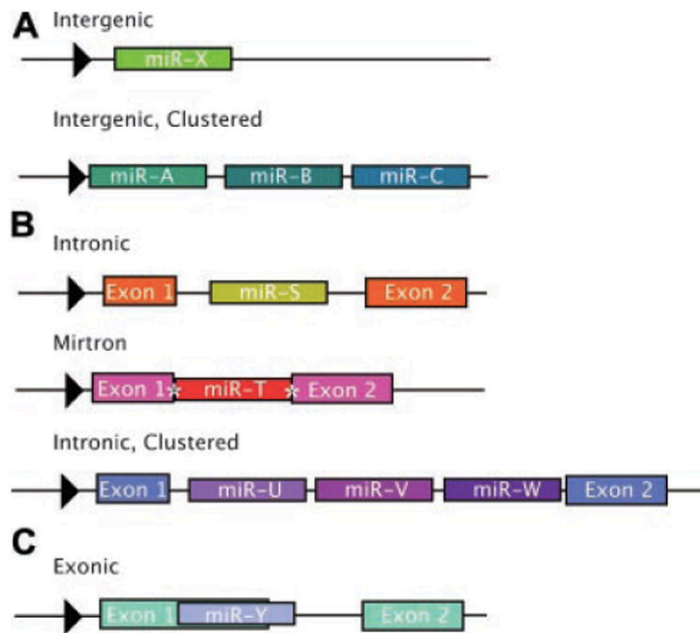 A Intergenic
miR-X
Intergenic, Clustered
miR-A miR-B miR-C
B
Intronic
Exon 1 miR-S Exon 2
Mirtron
Exon 1 * miR-T * Exon 2
Intronic, Clustered
Exon 1 miR-U miR-V miR-W Exon 2
C
Exonic
Exon 1 miR-Y Exon 2